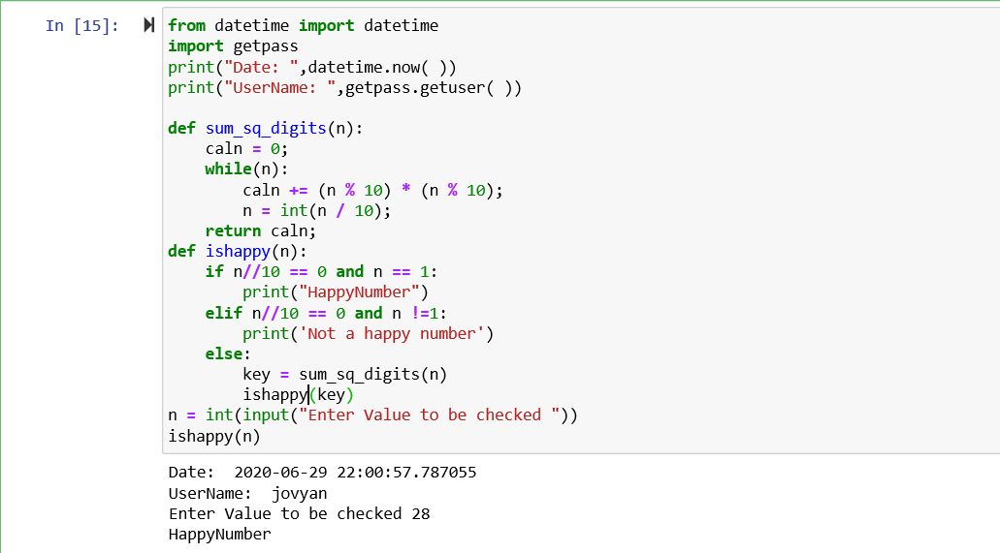 In [15]:
from datetime import datetime
import getpass
print("Date: ",datetime.now( ))
print("UserName: ",getpass.getuser( ))

def sum_sq_digits(n):
    caln = 0;
    while(n):
        caln += (n % 10) * (n % 10);
        n = int(n / 10);
    return caln;
def ishappy(n):
    if n//10 == 0 and n == 1:
        print("HappyNumber")
    elif n//10 == 0 and n !=1:
        print('Not a happy number')
    else:
        key = sum_sq_digits(n)
        ishappy(key)
n = int(input("Enter Value to be checked "))
ishappy(n)
Date:  2020-06-29 22:00:57.787055
UserName:  jovyan
Enter Value to be checked 28
HappyNumber